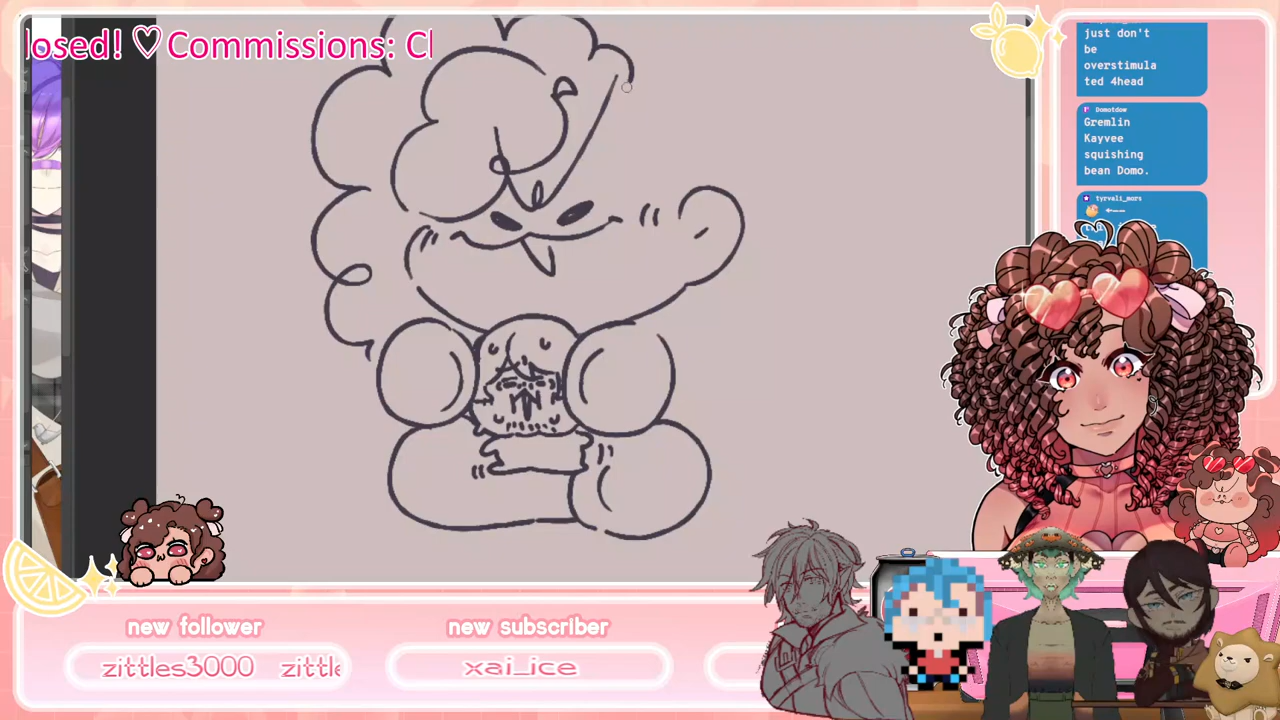 losed! ♡Commissions: Cl
just don't
be
overstimula
ted 4head
Domotdow
Gremlin
Kayvee
squishing
bean Domo.
tyrvali_mors
new follower
new subscriber
zittles3000 zittle
xai_ice